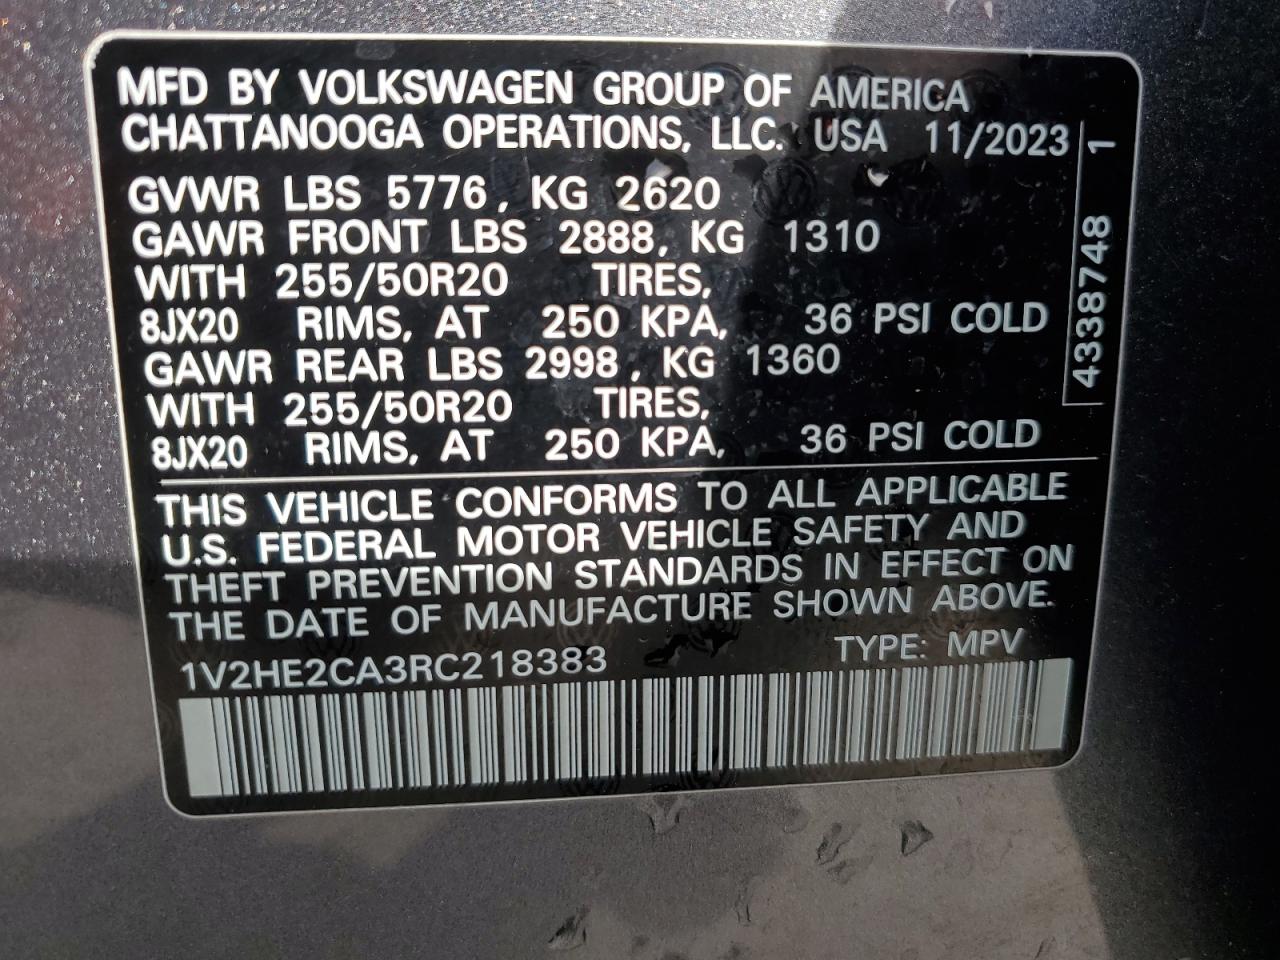 MFD BY VOLKSWAGEN GROUP OF AMERICA
CHATTANOOGA OPERATIONS, LLC. USA 11/2023
GVWR LBS 5776, KG 2620
GAWR FRONT LBS 2888, KG 1310
WITH 255/50R20 TIRES,
8JX20 RIMS, AT 250 KPA, 36 PSI COLD
GAWR REAR LBS 2998, KG 1360
WITH 255/50R20 TIRES,
8JX20 RIMS, AT 250 KPA, 36 PSI COLD
4338748 1
THIS VEHICLE CONFORMS TO ALL APPLICABLE
U.S. FEDERAL MOTOR VEHICLE SAFETY AND
THEFT PREVENTION STANDARDS IN EFFECT ON
THE DATE OF MANUFACTURE SHOWN ABOVE.
1V2HE2CA3RC218383 TYPE: MPV